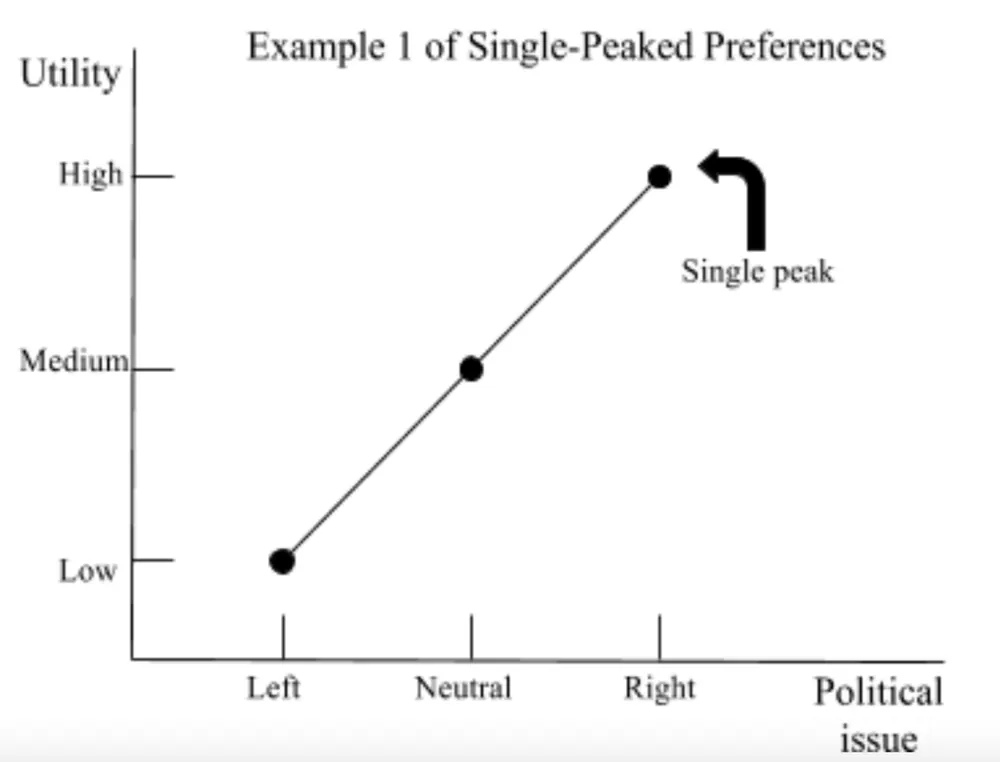 Example 1 of Single-Peaked Preferences
Utility
High
Single peak
Medium
Low
Left
Neutral
Right
Political
issue